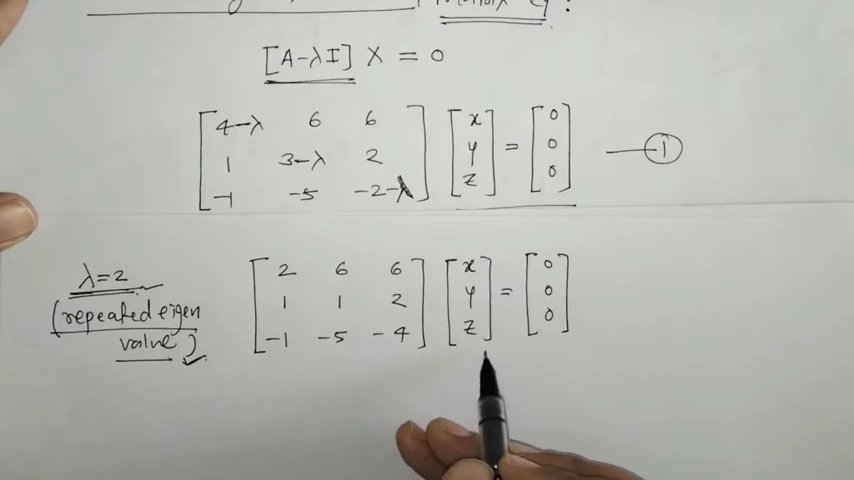 [A-λI] X = 0
[4-λ 6 6] [x] = [0]
[1 3-λ 2] [y] = [0] — ①
[-1 -5 -2-λ] [z] = [0]
λ=2 [2 6 6] [x] = [0]
(repeated eigen [1 1 2] [y] = [0]
value) [-1 -5 -4] [z] = [0]